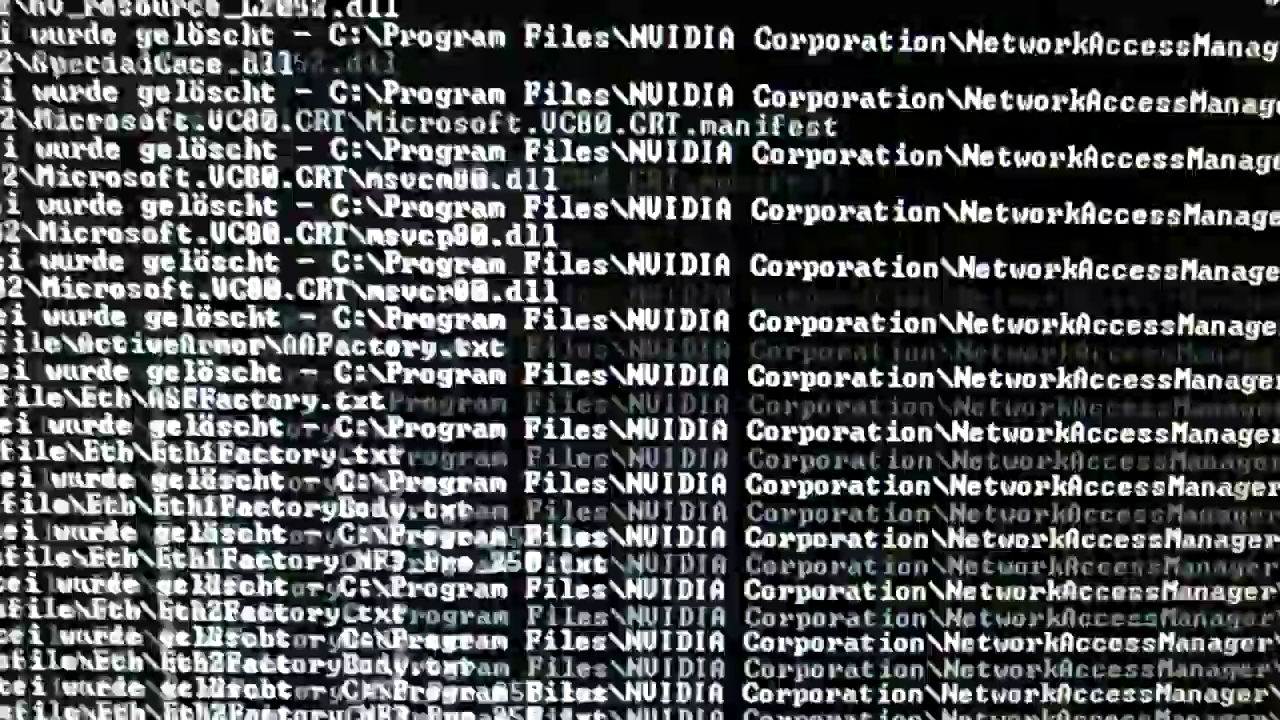 \nv_resource_L2052.dll
i wurde gelöscht - C:\Program Files\NVIDIA Corporation\NetworkAccessManag
2\SpecialCase.dll
i wurde gelöscht - C:\Program Files\NVIDIA Corporation\NetworkAccessManag
2\Microsoft.VC80.CRT\Microsoft.VC80.CRT.manifest
i wurde gelöscht - C:\Program Files\NVIDIA Corporation\NetworkAccessManage
2\Microsoft.VC80.CRT\msvcm80.dll
i wurde gelöscht - C:\Program Files\NVIDIA Corporation\NetworkAccessManage
2\Microsoft.VC80.CRT\msvcp80.dll
ei wurde gelöscht - C:\Program Files\NVIDIA Corporation\NetworkAccessManage
2\Microsoft.VC80.CRT\msvcr80.dll
ei wurde gelöscht - C:\Program Files\NVIDIA Corporation\NetworkAccessManage
file\ActiveArmor\AAFactory.txt
ei wurde gelöscht - C:\Program Files\NVIDIA Corporation\NetworkAccessManager
file\Eth\ASFFactory.txt
ei wurde gelöscht - C:\Program Files\NVIDIA Corporation\NetworkAccessManager
file\Eth\Eth1Factory.txt
ei wurde gelöscht - C:\Program Files\NVIDIA Corporation\NetworkAccessManager
file\Eth\Eth1FactoryBody.txt
ei wurde gelöscht - C:\Program Files\NVIDIA Corporation\NetworkAccessManager
file\Eth\Eth1Factory_NF3_Pro_250.txt
ei wurde gelöscht - C:\Program Files\NVIDIA Corporation\NetworkAccessManager
file\Eth\Eth2Factory.txt
ei wurde gelöscht C:\Program Files\NVIDIA Corporation\NetworkAccessManager
file\Eth\Eth2FactoryBody.txt
ei wurde gelöscht C:\Program Files\NVIDIA Corporation\NetworkAccessManager\
file\Eth\Eth2Factory_NF3_Pro_250.txt